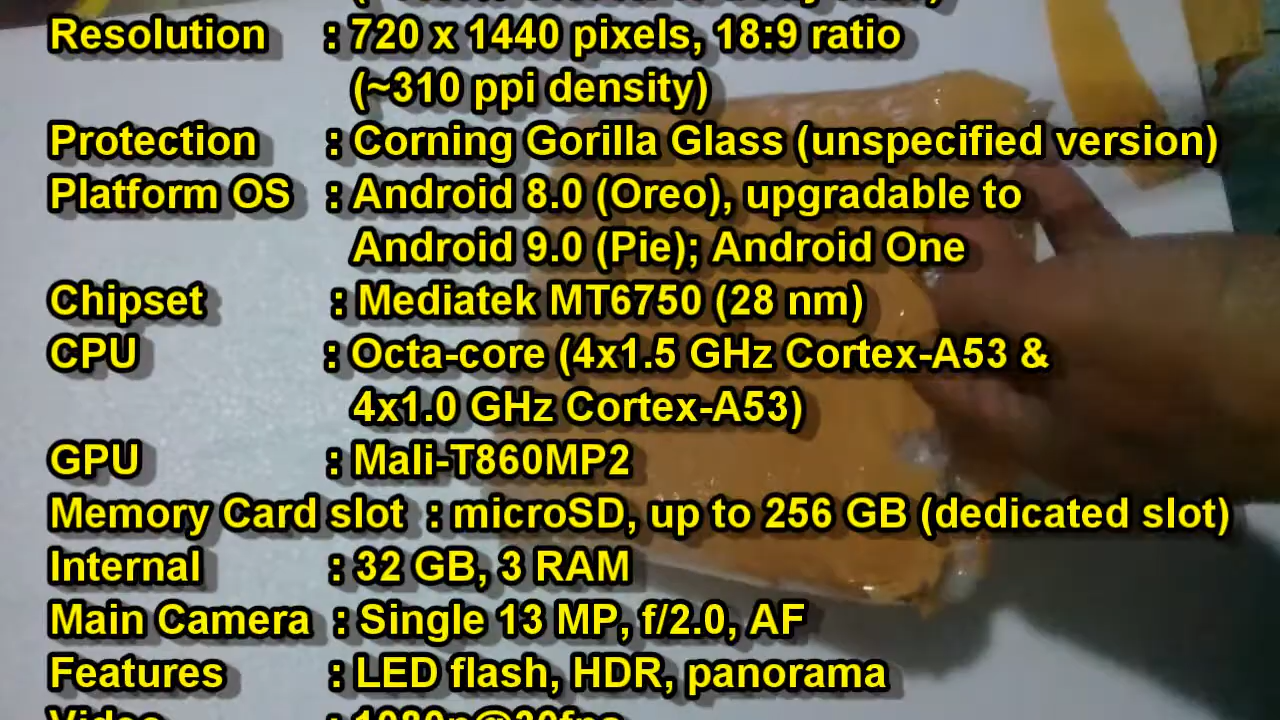 Resolution : 720 x 1440 pixels, 18:9 ratio
(~310 ppi density)
Protection : Corning Gorilla Glass (unspecified version)
Platform OS : Android 8.0 (Oreo), upgradable to
Android 9.0 (Pie); Android One
Chipset : Mediatek MT6750 (28 nm)
CPU : Octa-core (4x1.5 GHz Cortex-A53 &
4x1.0 GHz Cortex-A53)
GPU : Mali-T860MP2
Memory Card slot : microSD, up to 256 GB (dedicated slot)
Internal : 32 GB, 3 RAM
Main Camera : Single 13 MP, f/2.0, AF
Features : LED flash, HDR, panorama
Video : 1080p@30fps